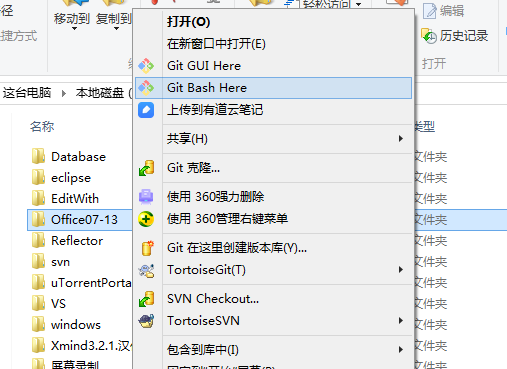 径
捷方式
移动到
复制到
轻松访问
编辑
历史记录
打开
这台电脑
本地磁盘 (
名称
类型
打开(O)
在新窗口中打开(E)
Git GUI Here
Git Bash Here
上传到有道云笔记
共享(H)
Git 克隆...
使用 360强力删除
使用 360管理右键菜单
Git 在这里创建版本库(Y)...
TortoiseGit(T)
SVN Checkout...
TortoiseSVN
包含到库中(I)
Database
文件夹
eclipse
文件夹
EditWith
文件夹
Office07-13
文件夹
Reflector
文件夹
svn
文件夹
uTorrentPorta
文件夹
VS
文件夹
windows
文件夹
Xmind3.2.1.汉
文件夹
屏幕录制
文件夹